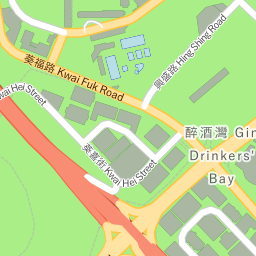 葵福路 Kwai Fuk Road
興盛路 Hing Shing Road
Kwai Hei Street
葵喜街 Kwai Hei Street
醉酒灣 Gin
Drinkers'
Bay